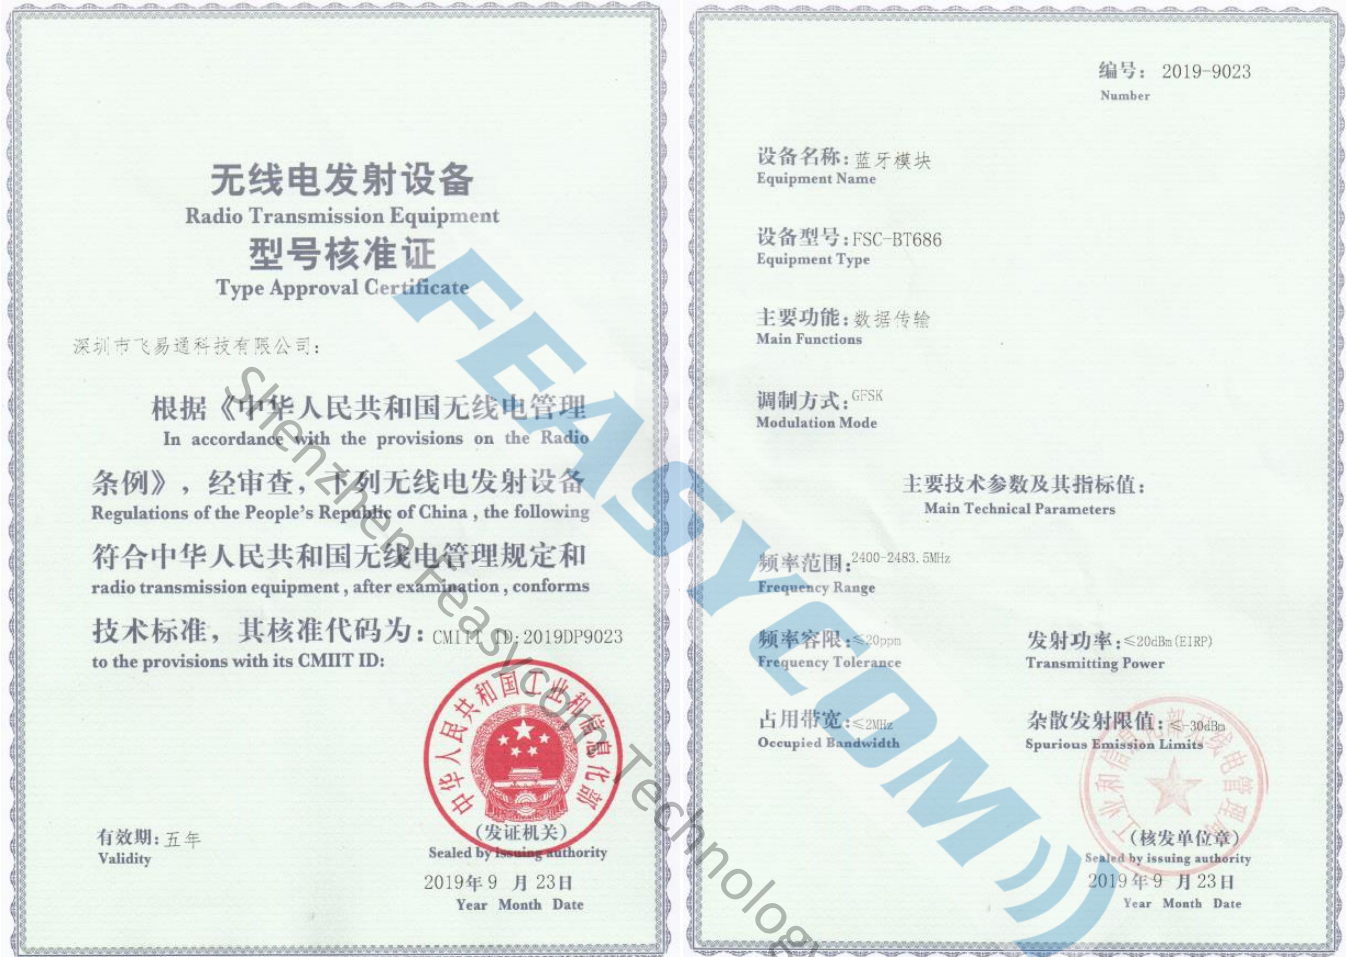 无线电发射设备
Radio Transmission Equipment
型号核准证
Type Approval Certificate
深圳市飞易通科技有限公司:
根据《中华人民共和国无线电管理
In accordance with the provisions on the Radio
条例》，经审查，下列无线电发射设备
Regulations of the People's Republic of China , the following
符合中华人民共和国无线电管理规定和
radio transmission equipment , after examination , conforms
技术标准，其核准代码为：CMIIT ID:2019DP9023
to the provisions with its CMIIT ID:
中华人民共和国工业和信息化部
有效期: 五年
Validity
（发证机关）
Sealed by issuing authority
2019年 9 月 23日
Year Month Date
编号： 2019-9023
Number
设备名称：蓝牙模块
Equipment Name
设备型号：FSC-BT686
Equipment Type
主要功能：数据传输
Main Functions
调制方式：GFSK
Modulation Mode
主要技术参数及其指标值：
Main Technical Parameters
频率范围：2400-2483.5MHz
Frequency Range
频率容限：≤20ppm
Frequency Tolerance
发射功率：≤20dBm(EIRP)
Transmitting Power
占用带宽：≤2MHz
Occupied Bandwidth
杂散发射限值：≤-30dBm
Spurious Emission Limits
工业和信息化部无线电管理局
（核发单位章）
Sealed by issuing authority
2019年 9 月 23日
Year Month Date
FEASYCOM
Shenzhen Feasycom Technology